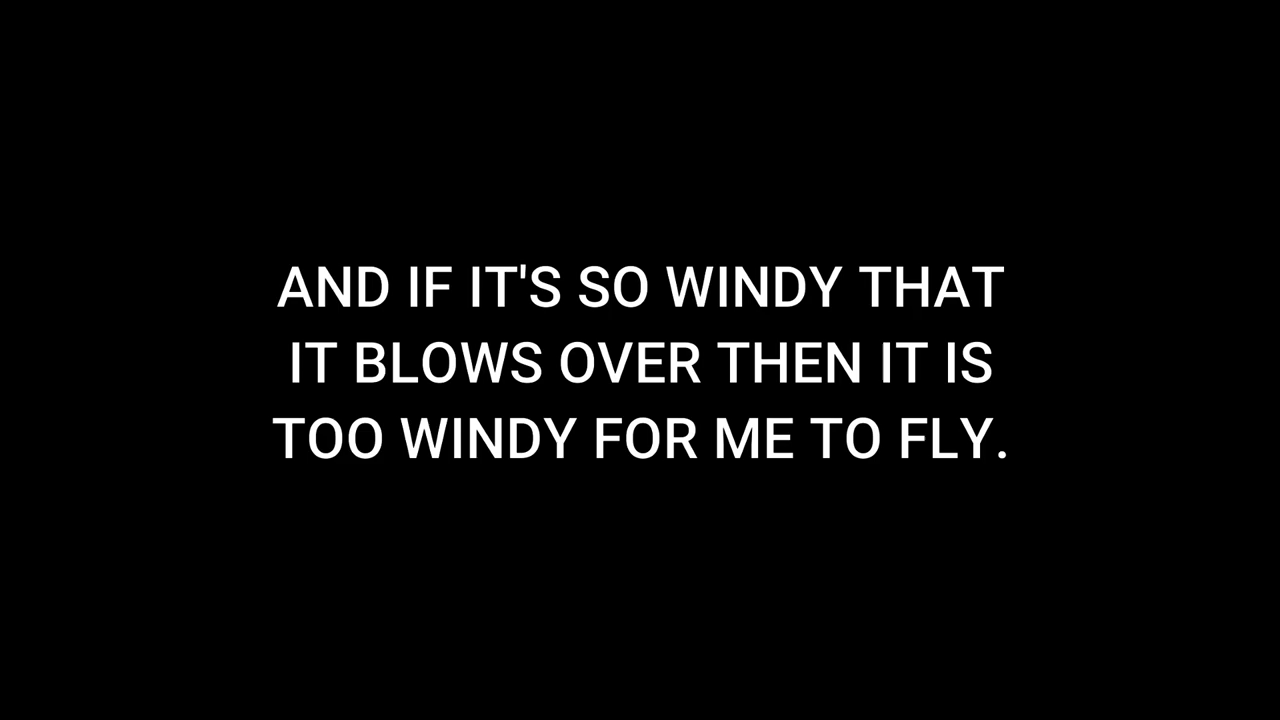 AND IF IT'S SO WINDY THAT
IT BLOWS OVER THEN IT IS
TOO WINDY FOR ME TO FLY.